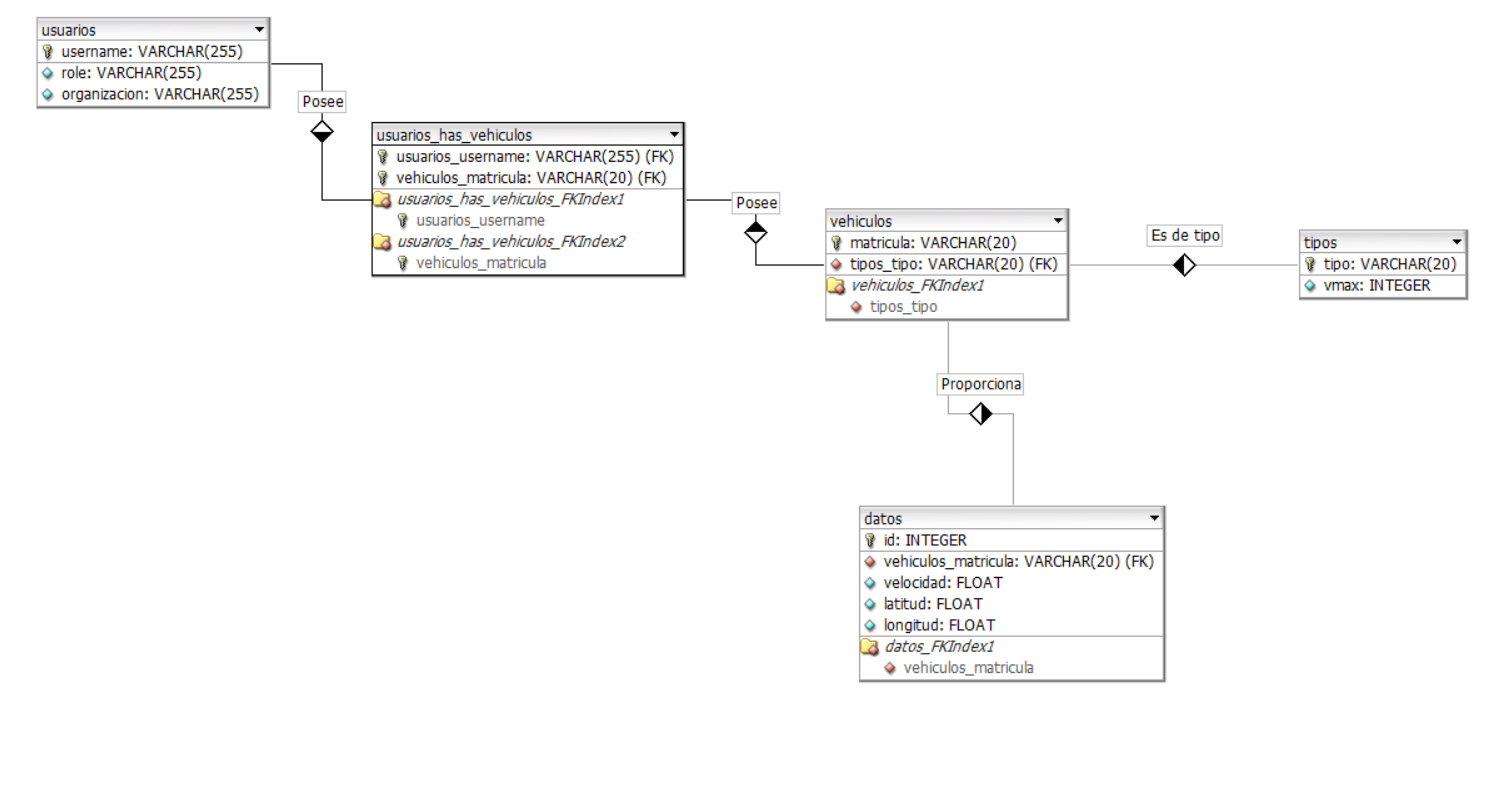 usuarios
username: VARCHAR(255)
role: VARCHAR(255)
organizacion: VARCHAR(255)
Posee
usuarios_has_vehiculos
usuarios_username: VARCHAR(255) (FK)
vehiculos_matricula: VARCHAR(20) (FK)
usuarios_has_vehiculos_FKIndex1
usuarios_username
usuarios_has_vehiculos_FKIndex2
vehiculos_matricula
Posee
vehiculos
matricula: VARCHAR(20)
tipos_tipo: VARCHAR(20) (FK)
vehiculos_FKIndex1
tipos_tipo
Es de tipo
tipos
tipo: VARCHAR(20)
vmax: INTEGER
Proporciona
datos
id: INTEGER
vehiculos_matricula: VARCHAR(20) (FK)
velocidad: FLOAT
latitud: FLOAT
longitud: FLOAT
datos_FKIndex1
vehiculos_matricula